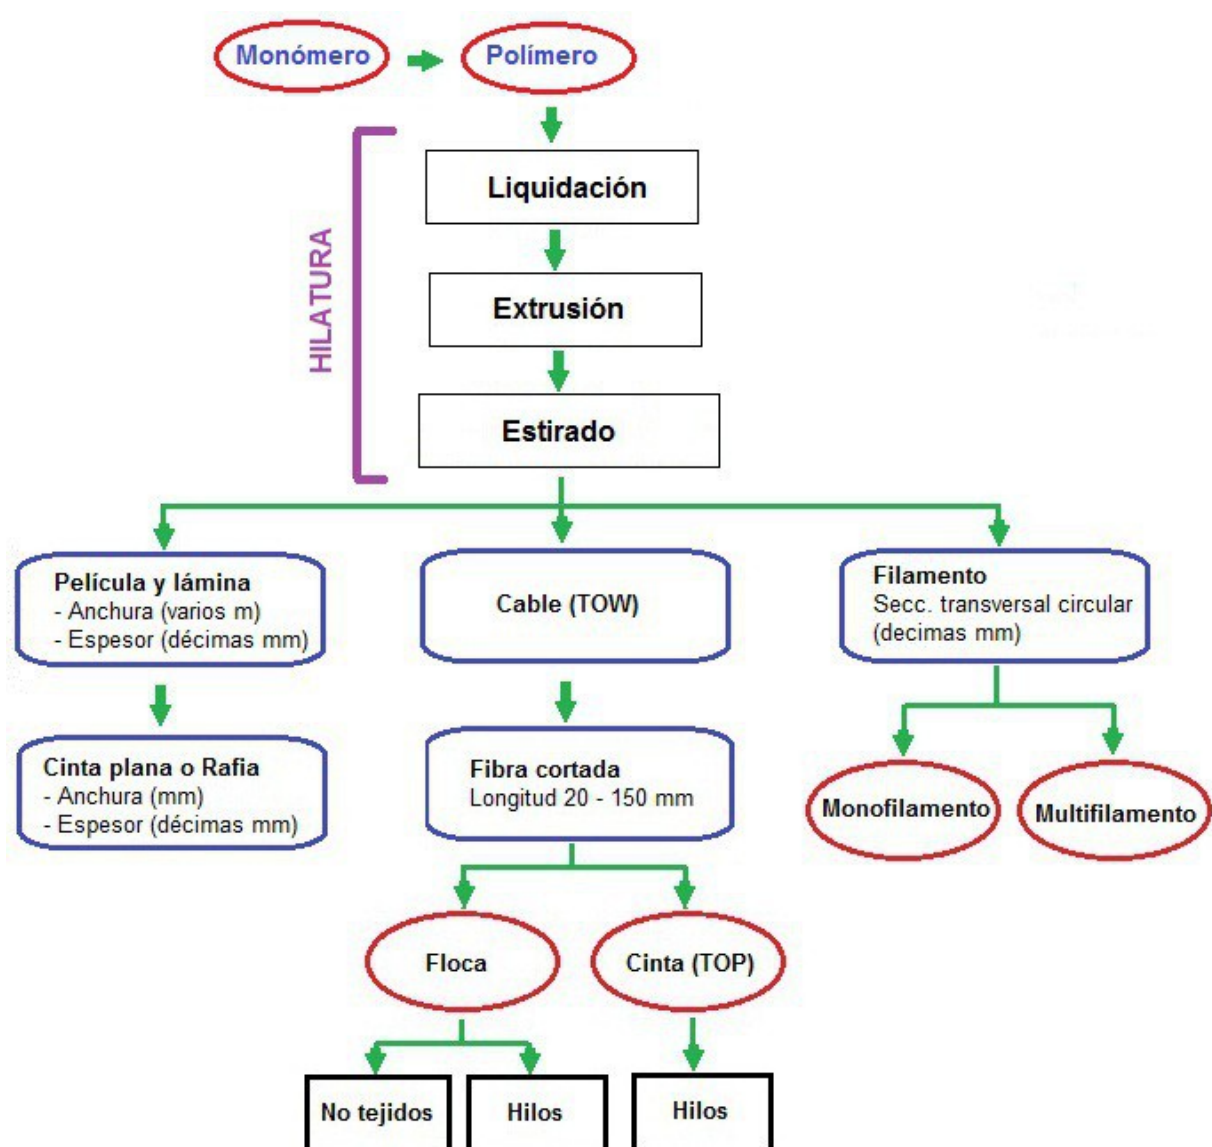 Monómero
Polímero
HILATURA
Liquidación
Extrusión
Estirado
Película y lámina
- Anchura (varios m)
- Espesor (décimas mm)
Cable (TOW)
Filamento
Secc. transversal circular
(decimas mm)
Cinta plana o Rafia
- Anchura (mm)
- Espesor (décimas mm)
Fibra cortada
Longitud 20 - 150 mm
Monofilamento
Multifilamento
Floca
Cinta (TOP)
No tejidos
Hilos
Hilos